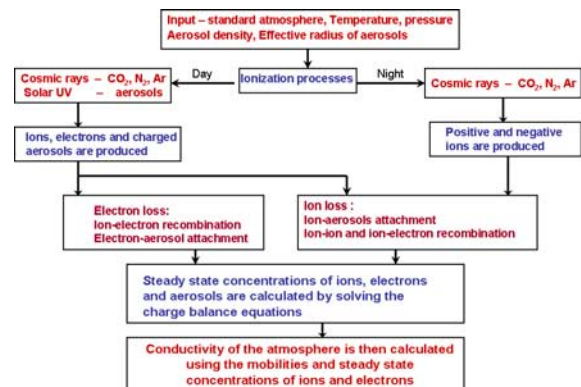 Input – standard atmosphere, Temperature, pressure
Aerosol density, Effective radius of aerosols
Cosmic rays – CO₂, N₂, Ar
Solar UV – aerosols
Day
Ionization processes
Night
Cosmic rays – CO₂, N₂, Ar
Ions, electrons and charged
aerosols are produced
Positive and negative
ions are produced
Electron loss:
Ion-electron recombination
Electron-aerosol attachment
Ion loss :
Ion-aerosols attachment
Ion-ion and ion-electron recombination
Steady state concentrations of ions, electrons
and aerosols are calculated by solving the
charge balance equations
Conductivity of the atmosphere is then calculated
using the mobilities and steady state
concentrations of ions and electrons